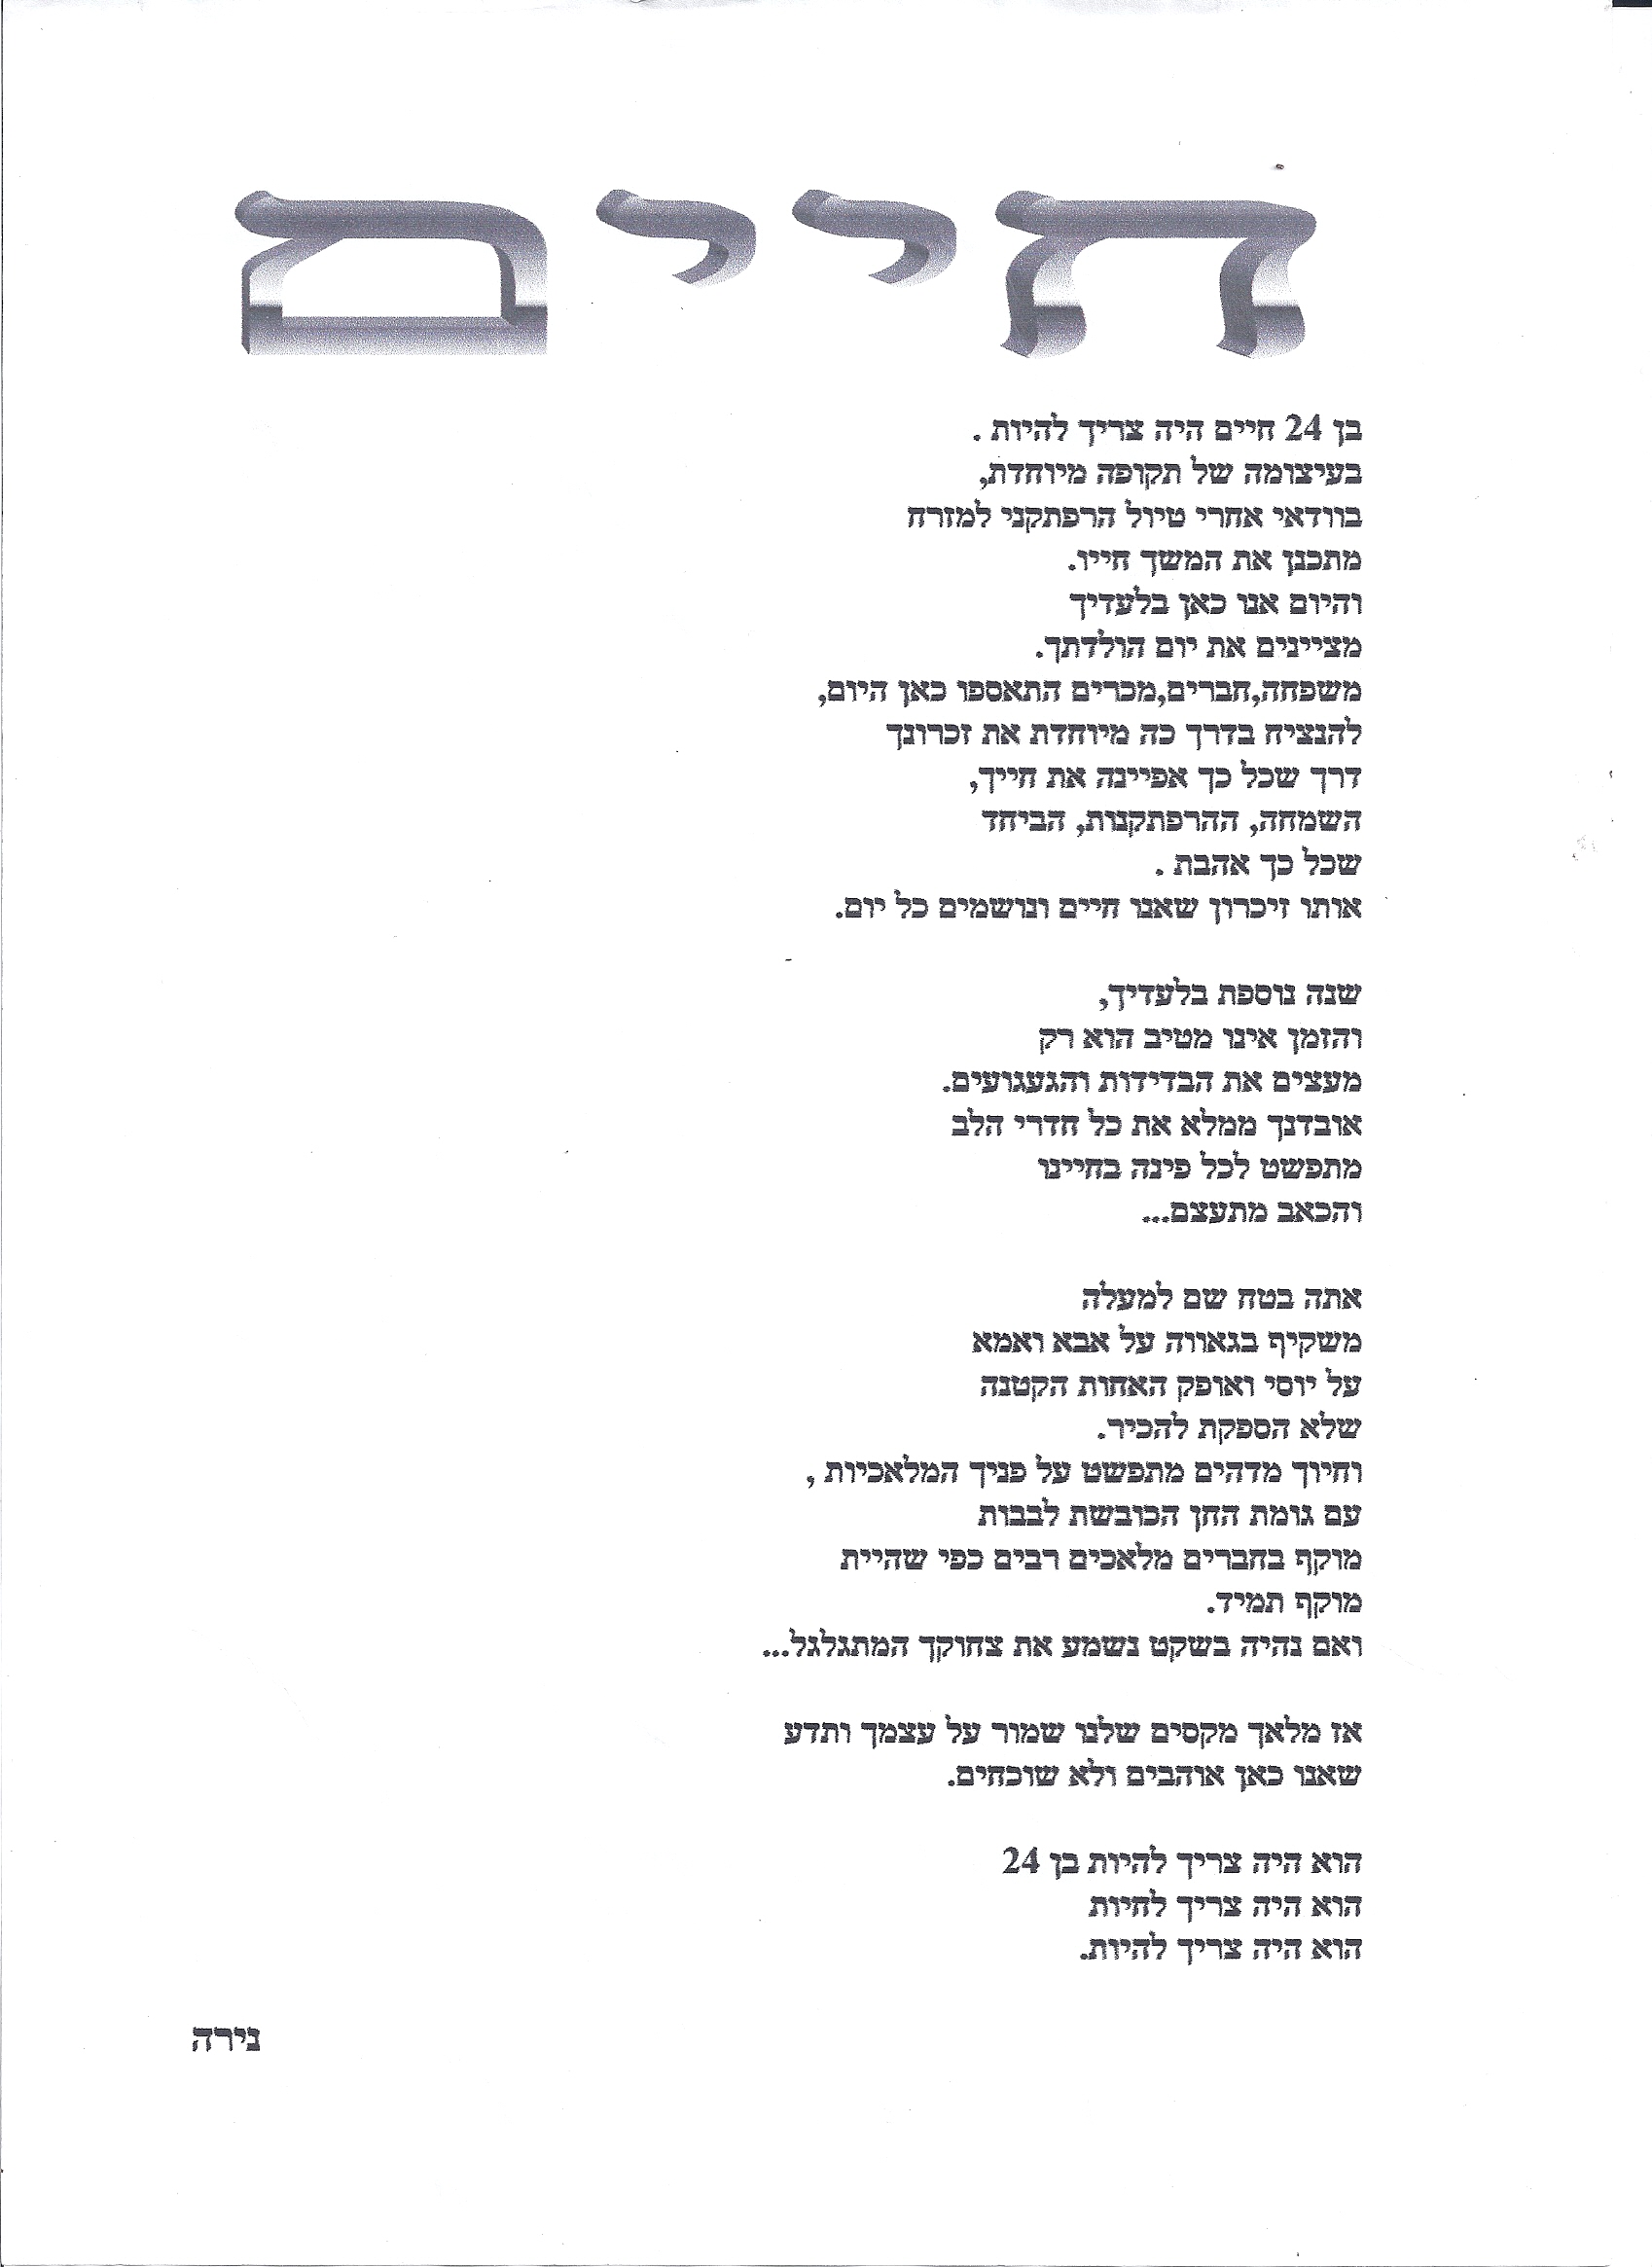 חיים
בן 24 חיים היה צריך להיות .
בעיצומה של תקופה מיוחדת,
בוודאי אחרי טיול הרפתקני למזרח
מתכנן את המשך חייו.
והיום אנו כאן בלעדיך
מציינים את יום הולדתך.
משפחה,חברים,מכרים התאספו כאן היום,
להנציח בדרך כה מיוחדת את זכרונך
דרך שכל כך אפיינה את חייך,
השמחה, ההרפתקנות, הביחד
שכל כך אהבת .
אותו זיכרון שאנו חיים ונושמים כל יום.
שנה נוספת בלעדיך,
והזמן אינו מטיב הוא רק
מעצים את הבדידות והגעגועים.
אובדנך ממלא את כל חדרי הלב
מתפשט לכל פינה בחיינו
והכאב מתעצם...
אתה בטח שם למעלה
משקיף בגאווה על אבא ואמא
על יוסי ואופק האחות הקטנה
שלא הספקת להכיר.
וחיוך מדהים מתפשט על פניך המלאכיות ,
עם גומת החן הכובשת לבבות
מוקף בחברים מלאכים רבים כפי שהיית
מוקף תמיד.
ואם נהיה בשקט נשמע את צחוקך המתגלגל...
אז מלאך מקסים שלנו שמור על עצמך ותדע
שאנו כאן אוהבים ולא שוכחים.
הוא היה צריך להיות בן 24
הוא היה צריך לחיות
הוא היה צריך להיות.
נירה